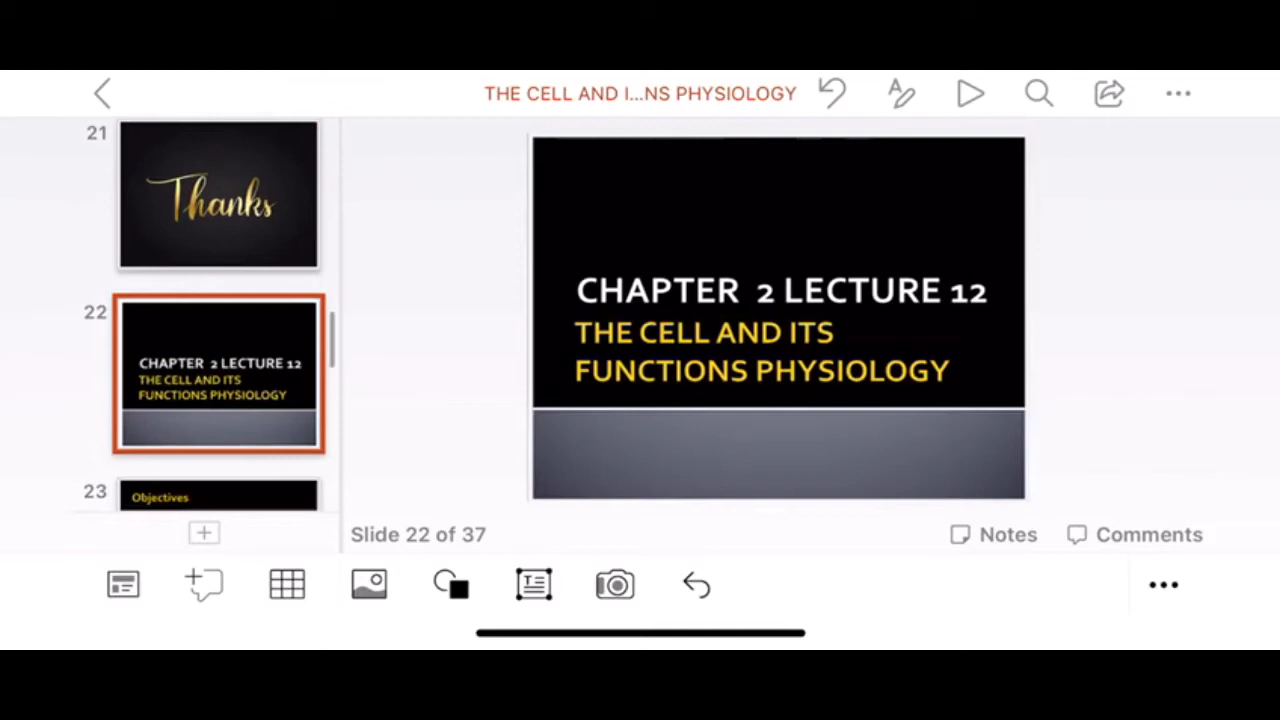 THE CELL AND I...NS PHYSIOLOGY
21
Thanks
22
CHAPTER 2 LECTURE 12
THE CELL AND ITS
FUNCTIONS PHYSIOLOGY
23
Objectives
CHAPTER 2 LECTURE 12
THE CELL AND ITS
FUNCTIONS PHYSIOLOGY
Slide 22 of 37
Notes
Comments